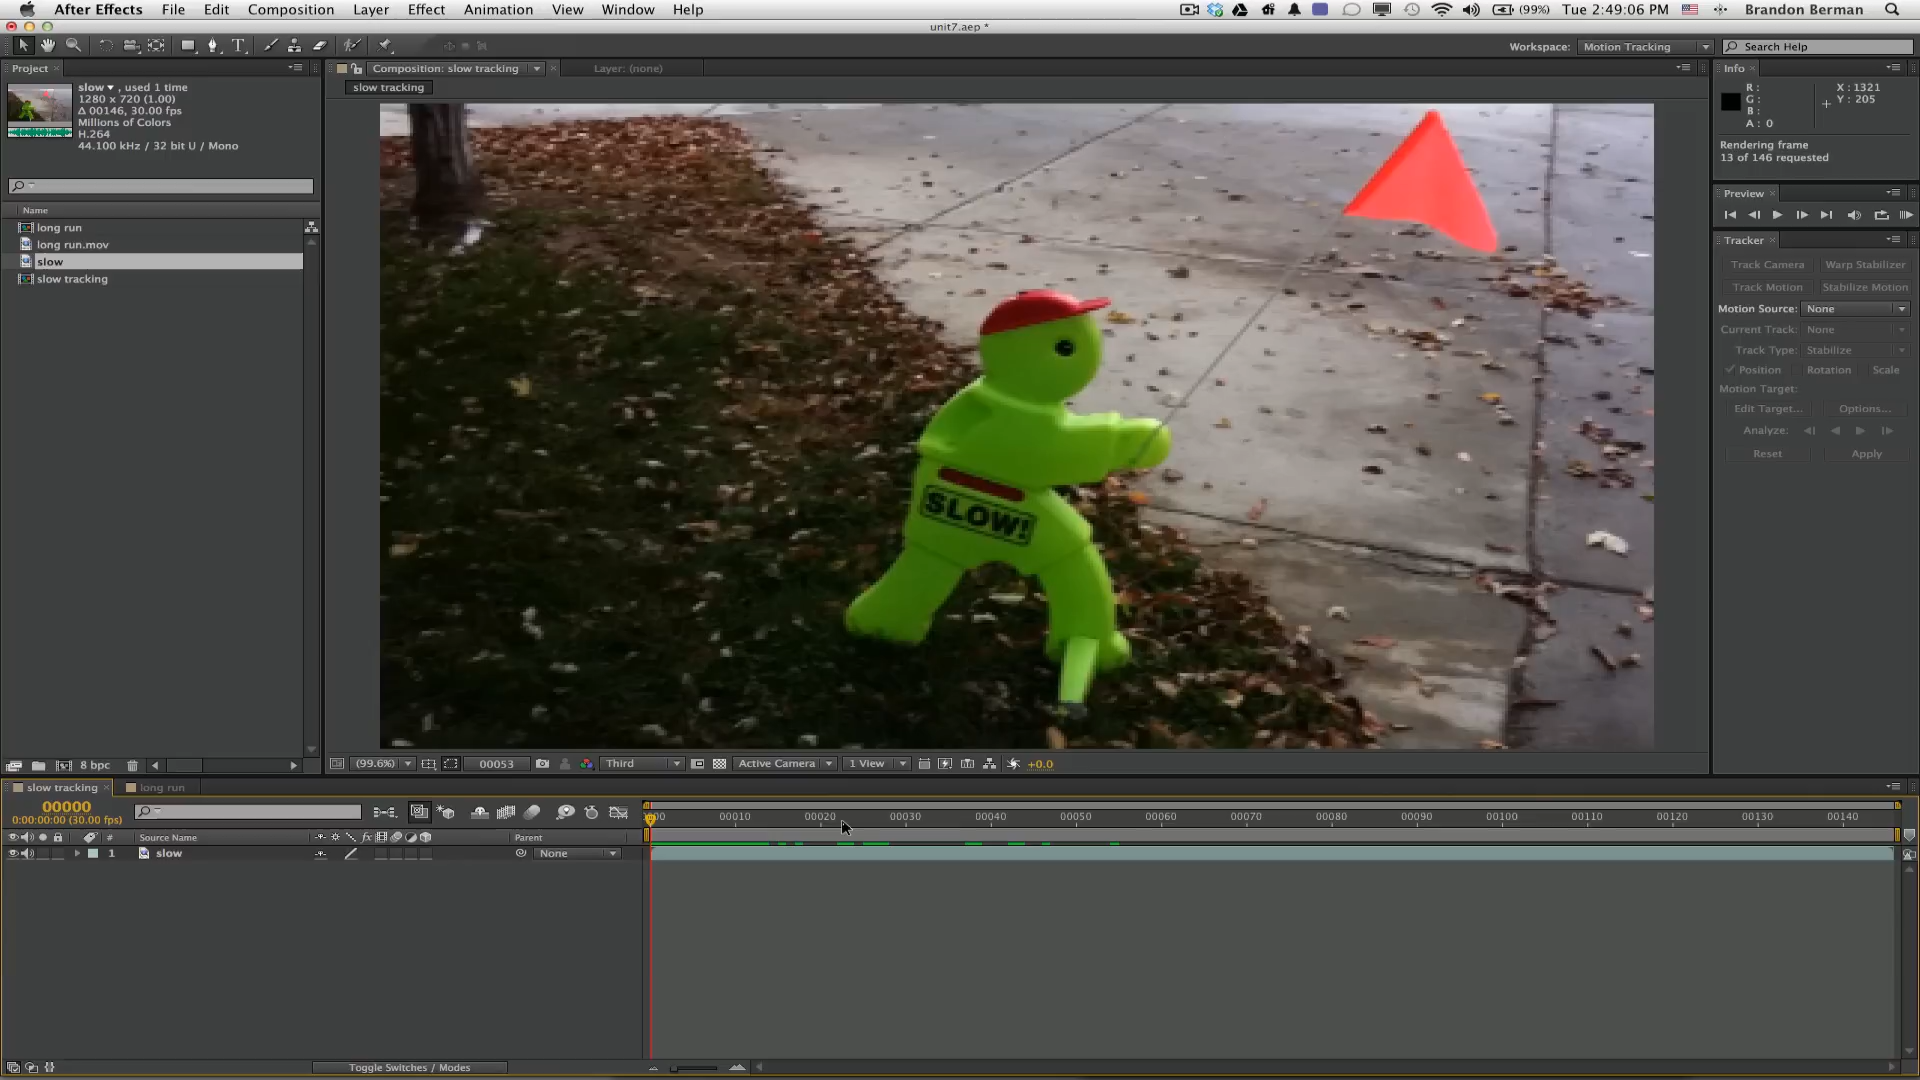 After Effects File Edit Composition Layer Effect Animation View Window Help
(99%) Tue 2:49:06 PM Brandon Berman
unit7.aep *
Workspace: Motion Tracking Search Help
Project
slow , used 1 time
1280 x 720 (1.00)
Δ 00146, 30.00 fps
Millions of Colors
H.264
44.100 kHz / 32 bit U / Mono
Name
long run
long run.mov
slow
slow tracking
8 bpc
Composition: slow tracking Layer: (none)
slow tracking
SLOW!
(99.6%) 00053 Third Active Camera 1 View +0.0
Info
R : X : 1321
G : Y : 205
B :
A : 0
Rendering frame
13 of 146 requested
Preview
Tracker
Track Camera Warp Stabilizer
Track Motion Stabilize Motion
Motion Source: None
Current Track: None
Track Type: Stabilize
Position Rotation Scale
Motion Target:
Edit Target... Options...
Analyze:
Reset Apply
slow tracking long run
00000
0:00:00:00 (30.00 fps)
00010 00020 00030 00040 00050 00060 00070 00080 00090 00100 00110 00120 00130 00140
# Source Name fx Parent
1 slow None
Toggle Switches / Modes